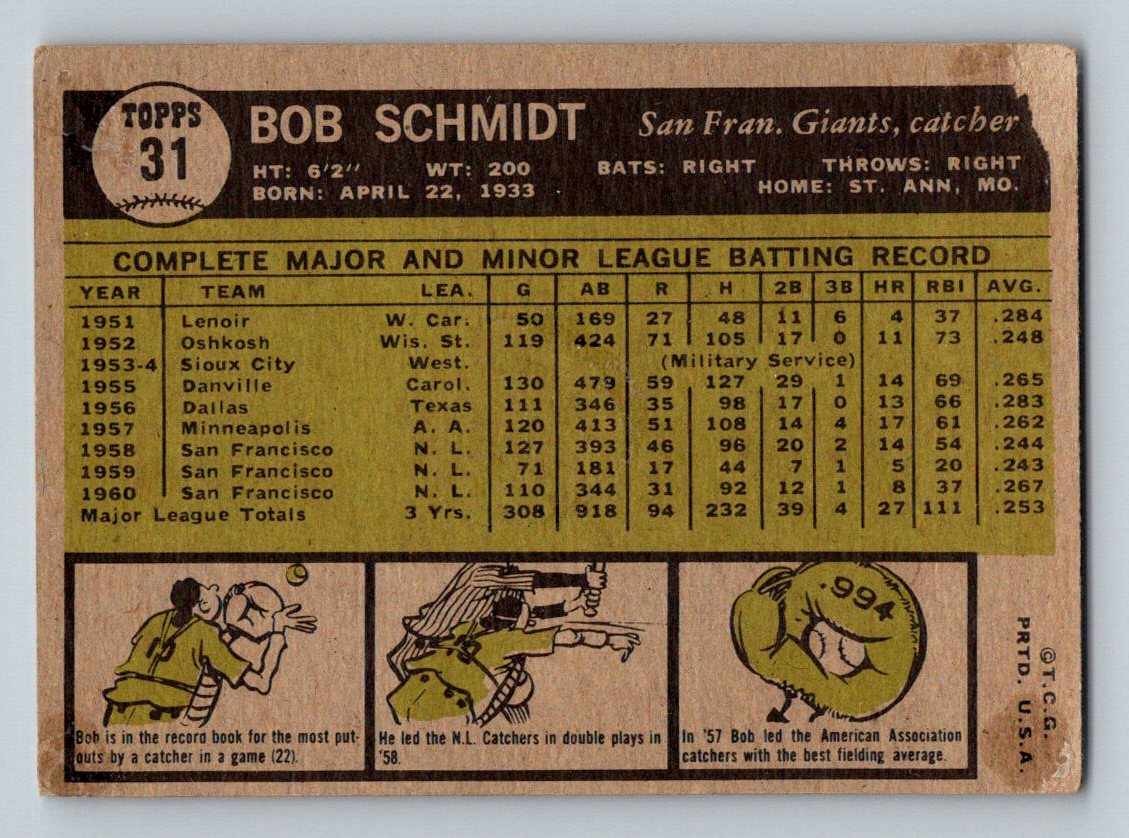 TOPPS
31
BOB SCHMIDT San Fran. Giants, catcher
HT: 6'2" WT: 200 BATS: RIGHT THROWS: RIGHT
BORN: APRIL 22, 1933 HOME: ST. ANN, MO.
COMPLETE MAJOR AND MINOR LEAGUE BATTING RECORD
YEAR TEAM LEA. G AB R H 2B 3B HR RBI AVG.
1951 Lenoir W. Car. 50 169 27 48 11 6 4 37 .284
1952 Oshkosh Wis. St. 119 424 71 105 17 0 11 73 .248
1953-4 Sioux City West. (Military Service)
1955 Danville Carol. 130 479 59 127 29 1 14 69 .265
1956 Dallas Texas 111 346 35 98 17 0 13 66 .283
1957 Minneapolis A. A. 120 413 51 108 14 4 17 61 .262
1958 San Francisco N. L. 127 393 46 96 20 2 14 54 .244
1959 San Francisco N. L. 71 181 17 44 7 1 5 20 .243
1960 San Francisco N. L. 110 344 31 92 12 1 8 37 .267
Major League Totals 3 Yrs. 308 918 94 232 39 4 27 111 .253
Bob is in the record book for the most put-
outs by a catcher in a game (22).
He led the N.L. Catchers in double plays in
'58.
.994
In '57 Bob led the American Association
catchers with the best fielding average.
©T.C.G.
PRTD. U.S.A.